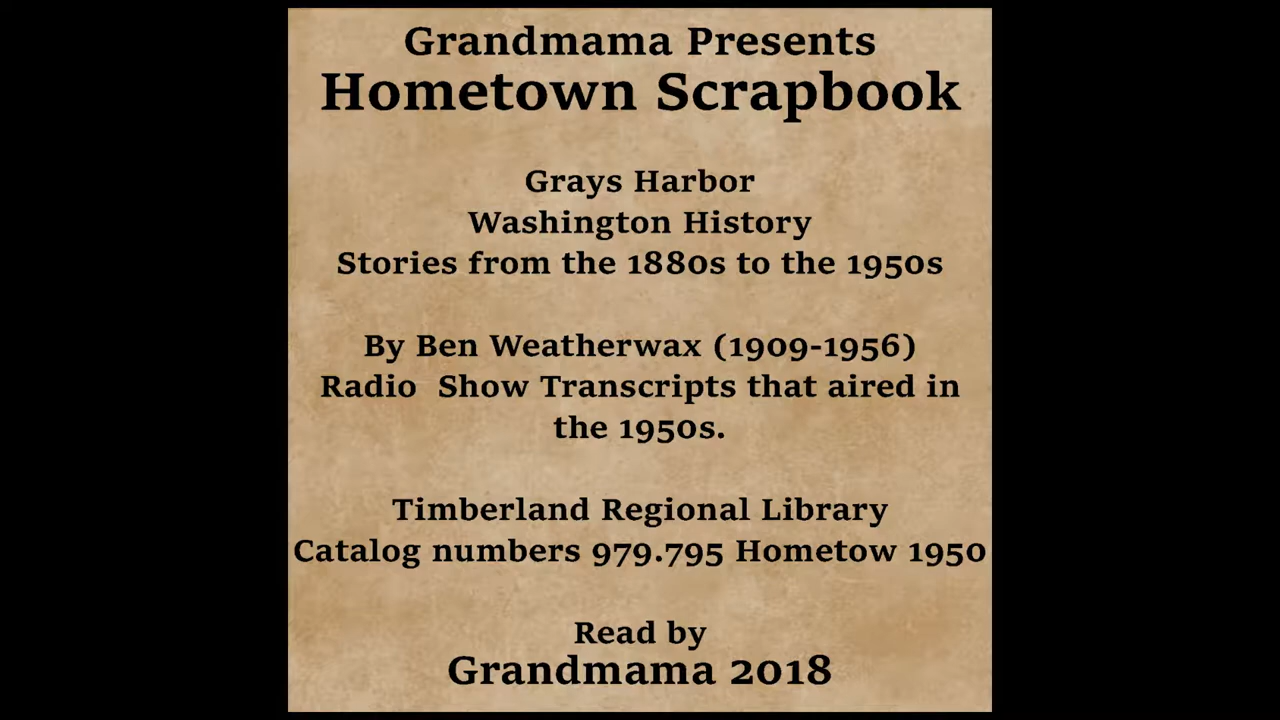 Grandmama Presents
Hometown Scrapbook
Grays Harbor
Washington History
Stories from the 1880s to the 1950s
By Ben Weatherwax (1909-1956)
Radio Show Transcripts that aired in
the 1950s.
Timberland Regional Library
Catalog numbers 979.795 Hometow 1950
Read by
Grandmama 2018